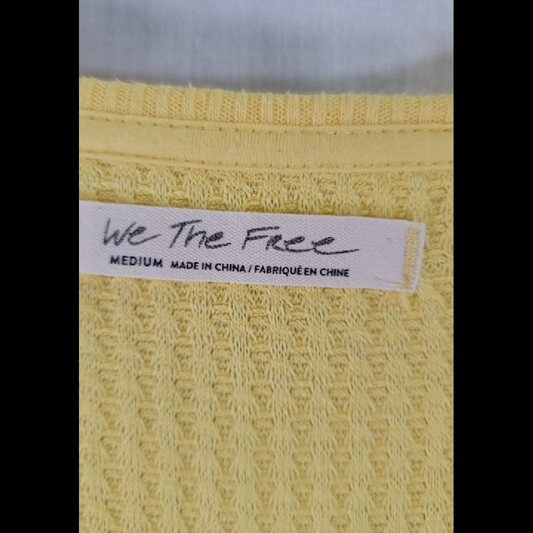 We The Free
MEDIUM MADE IN CHINA / FABRIQUÉ EN CHINE